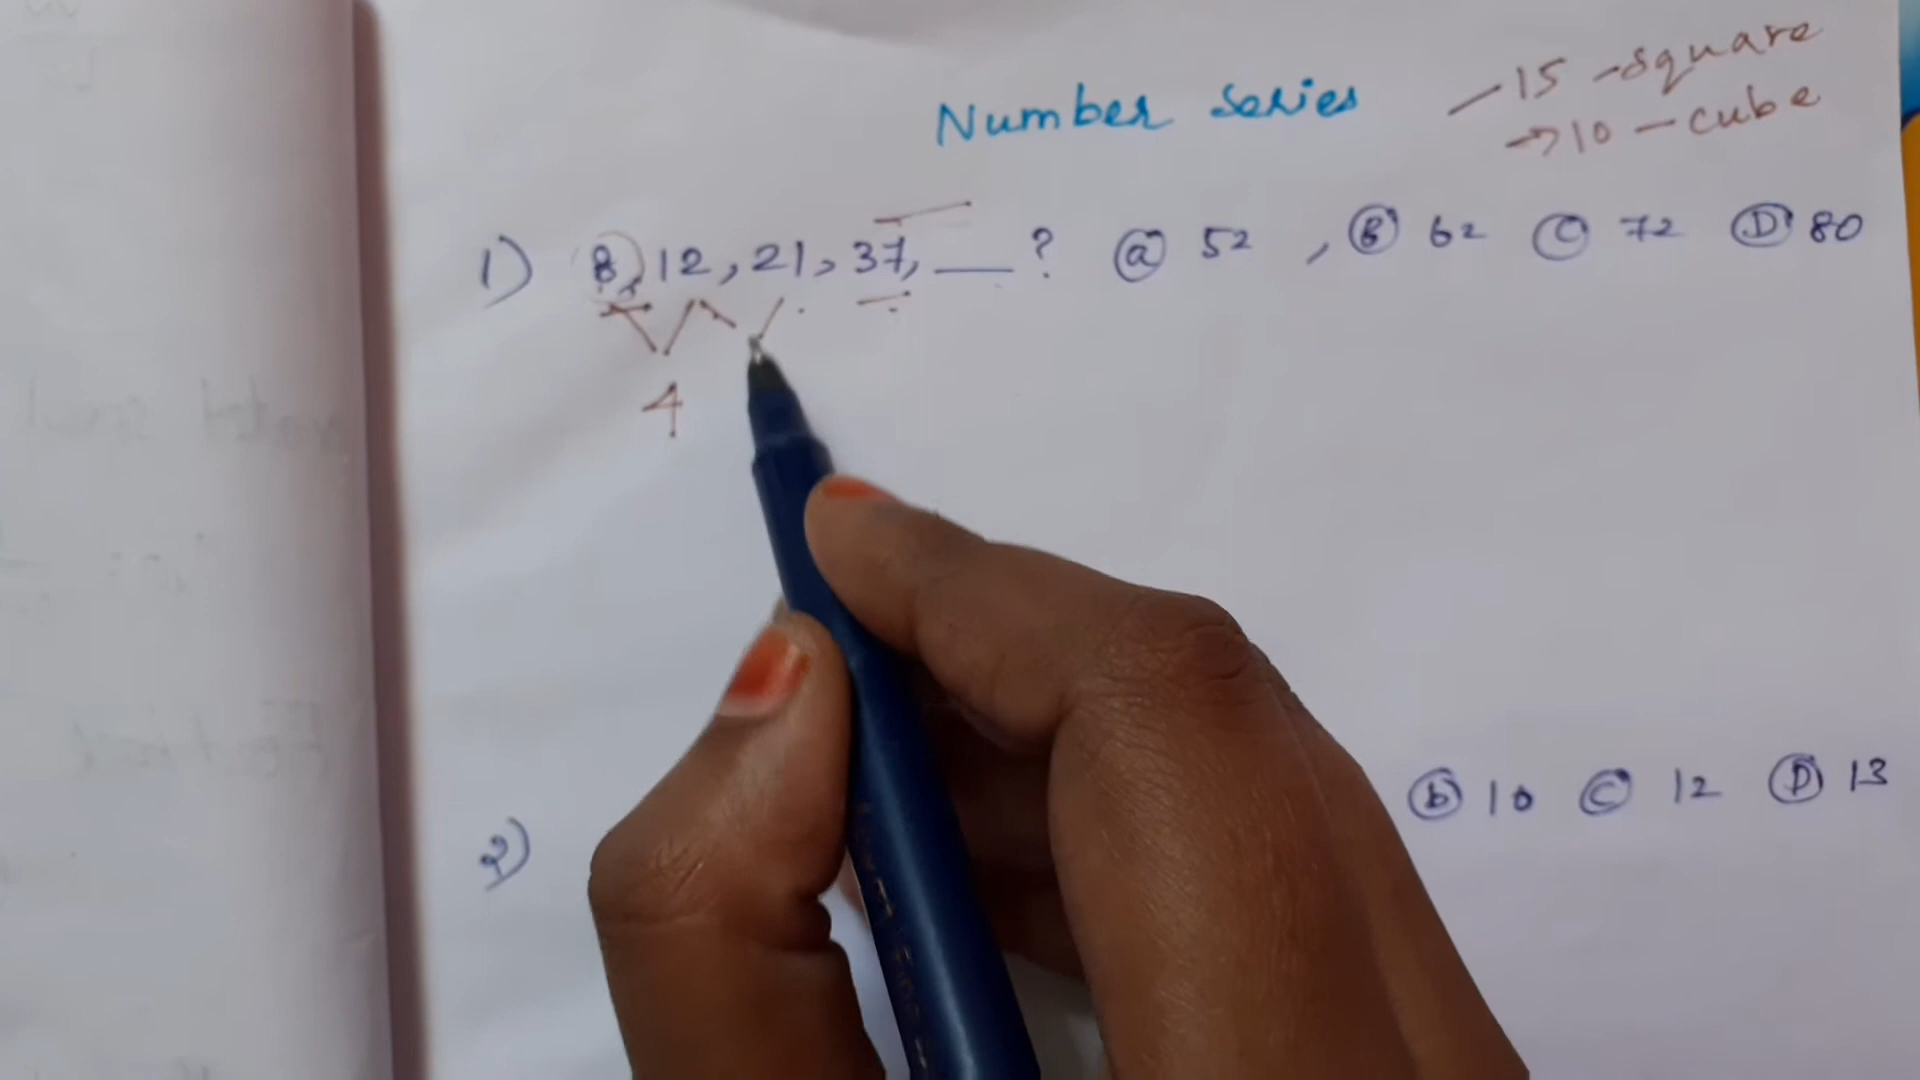 Number series
- 15 - square
→ 10 - cube
1) 8, 12, 21, 37, ___ ? (a) 52 , (B) 62 (C) 72 (D) 80
4
2) (b) 10 (C) 12 (D) 13